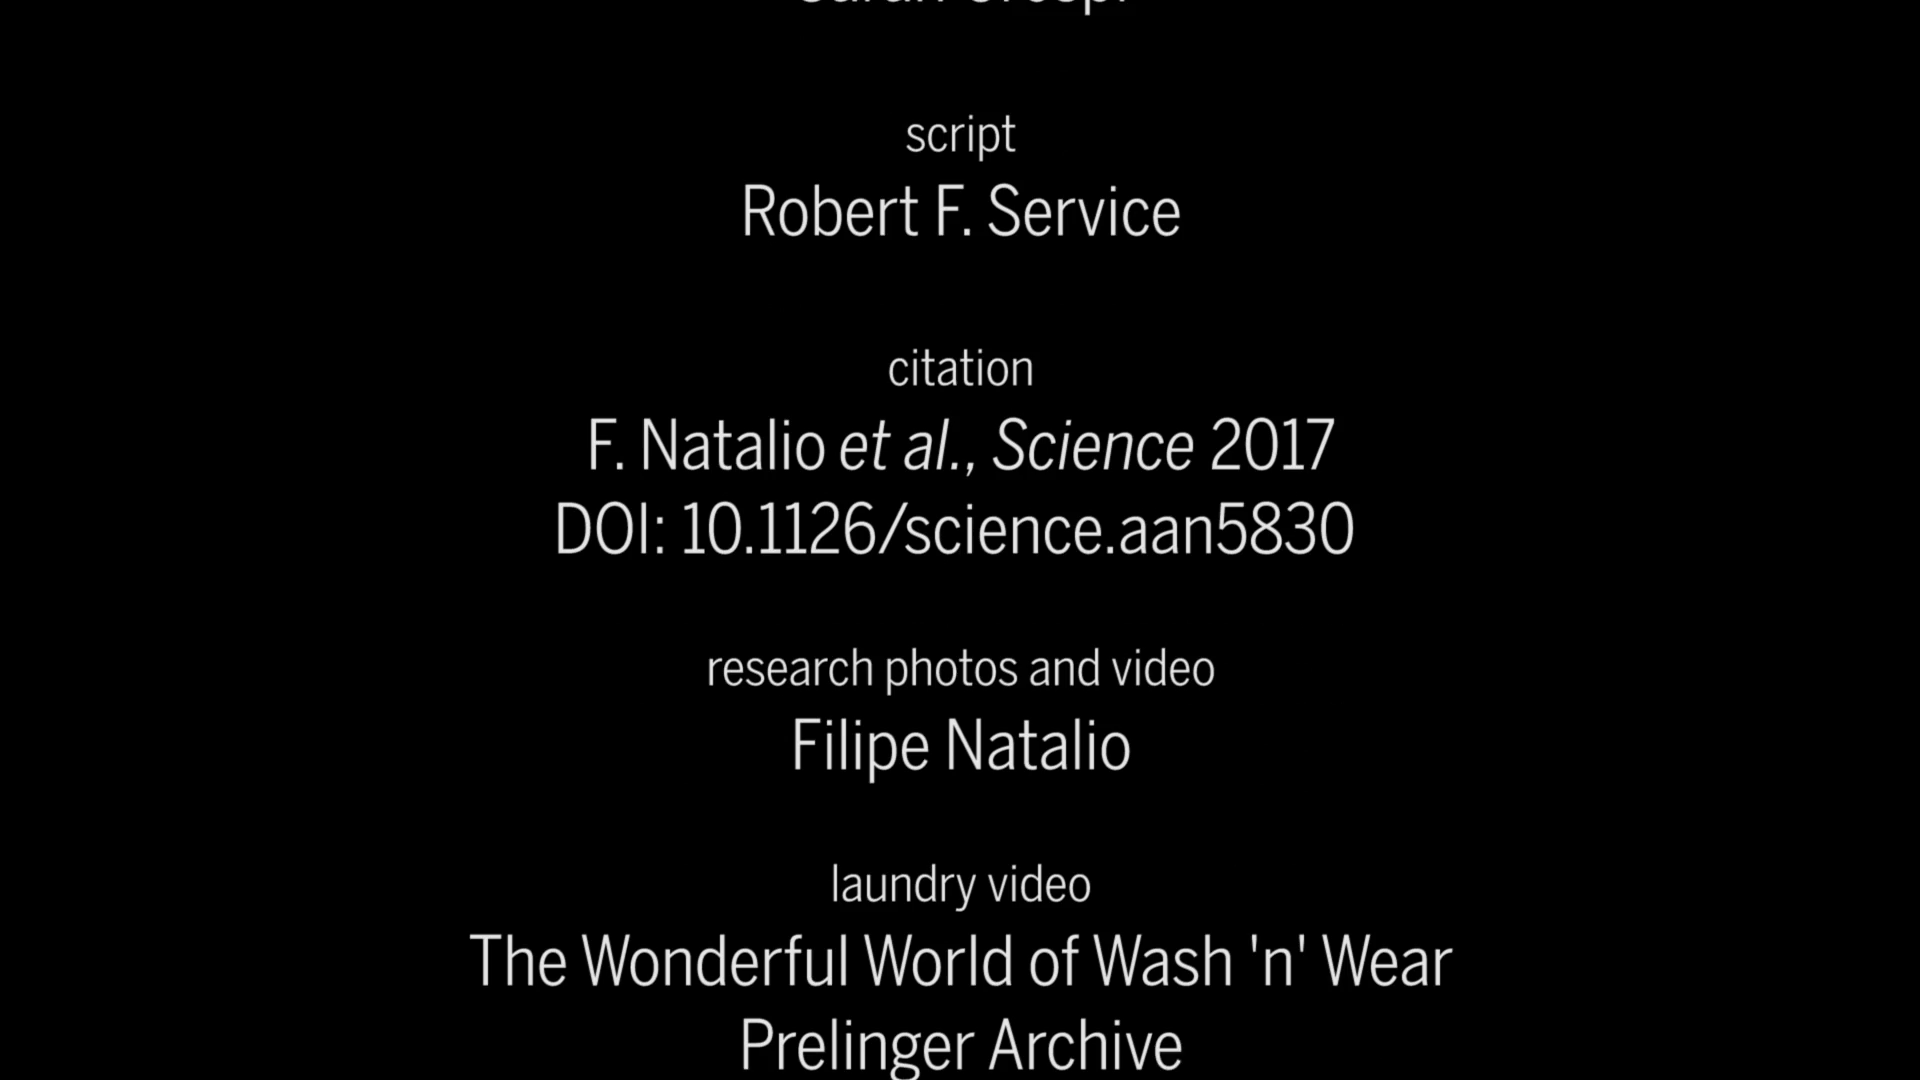 script
Robert F. Service
citation
F. Natalio et al., Science 2017
DOI: 10.1126/science.aan5830
research photos and video
Filipe Natalio
laundry video
The Wonderful World of Wash 'n' Wear
Prelinger Archive